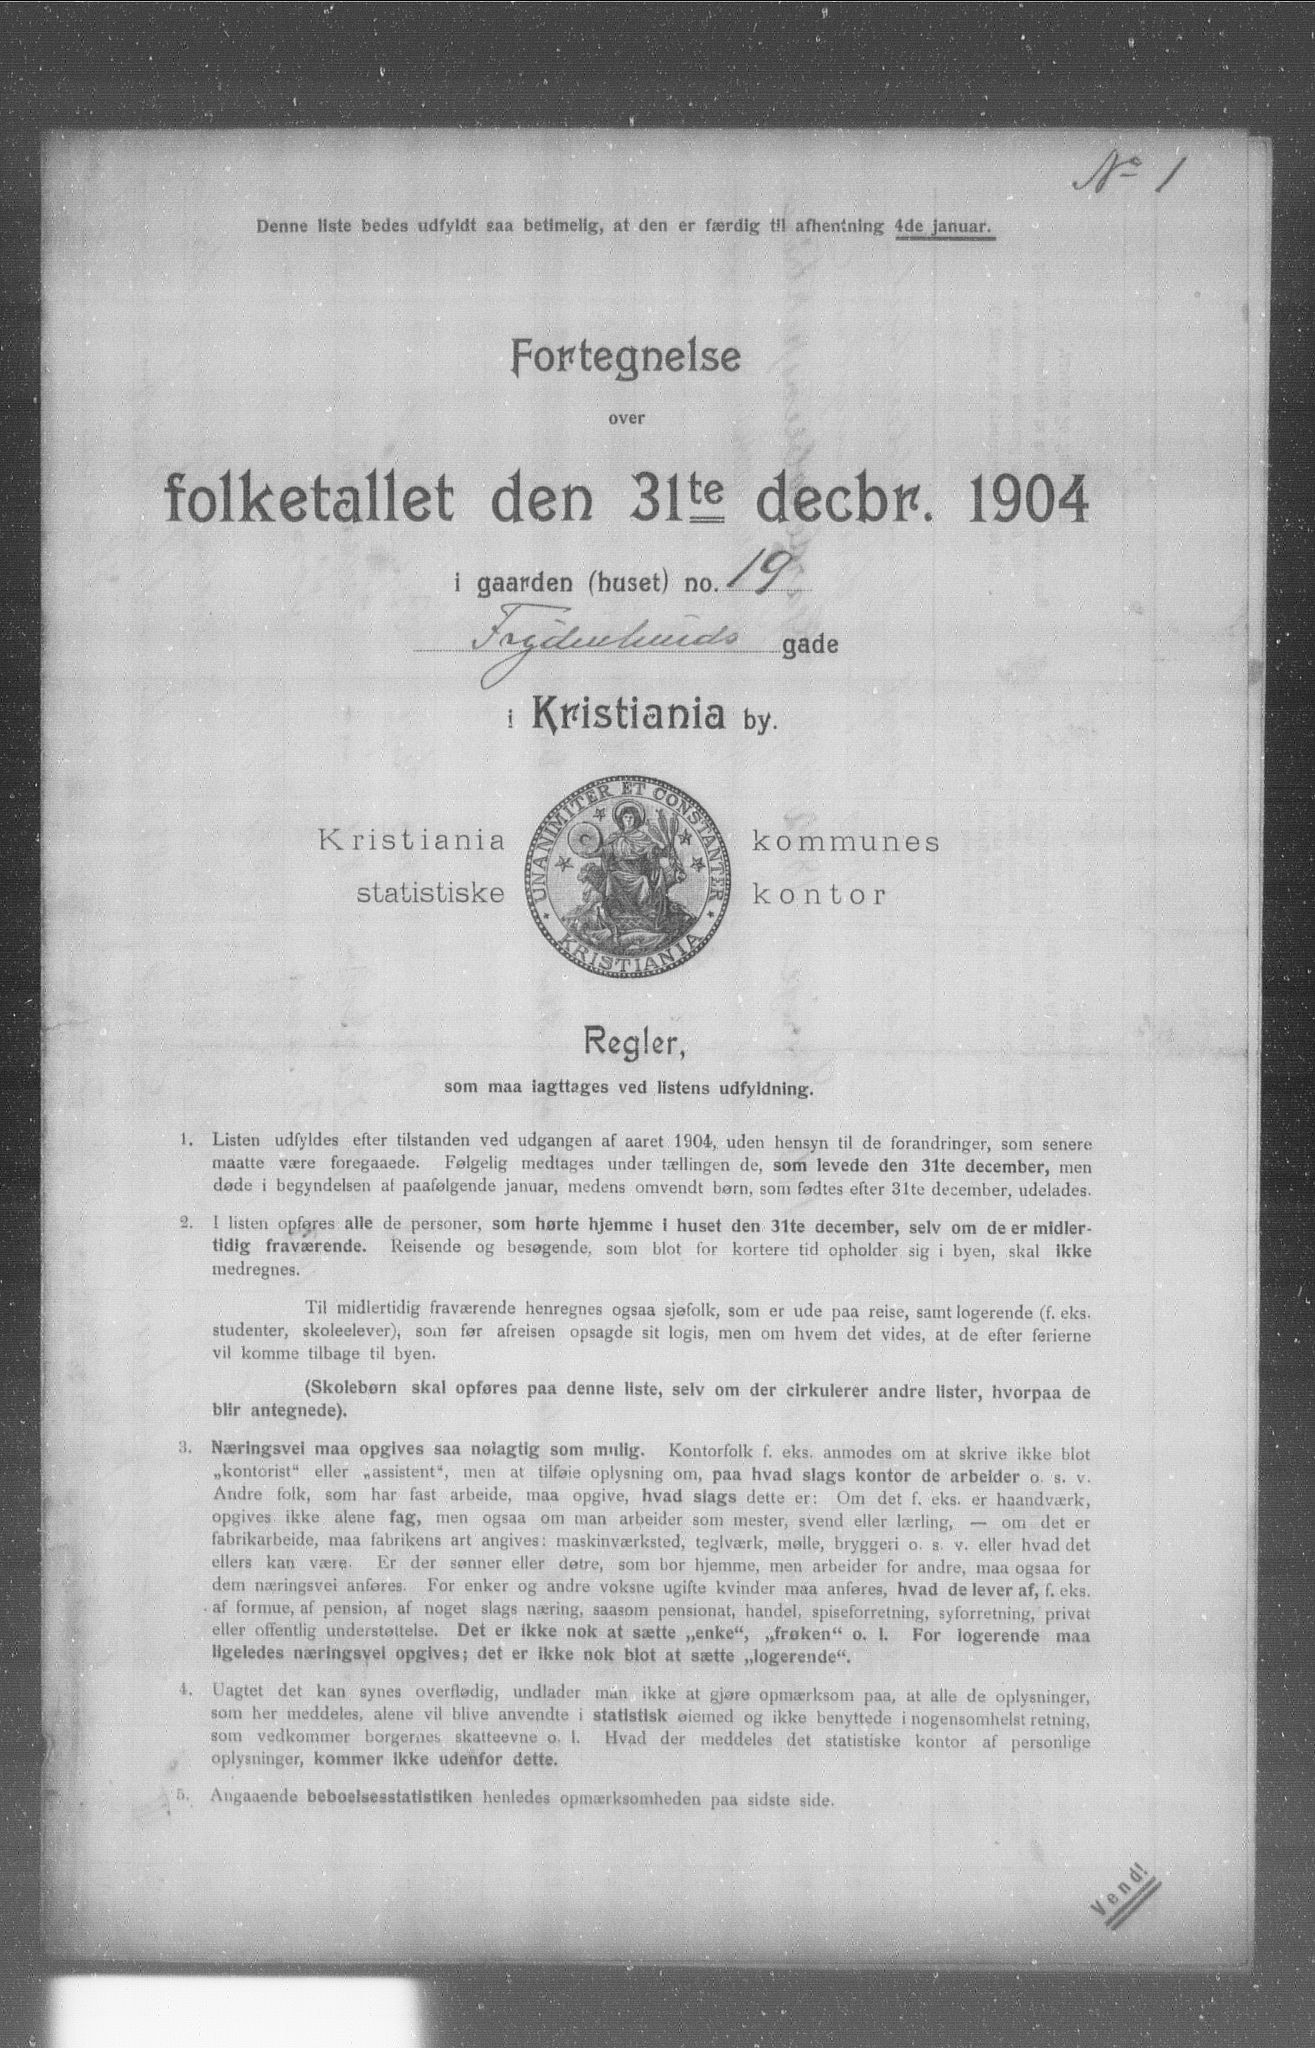 No 1
Denne liste bedes udfyldt saa betimelig, at den er færdig til afhentning 4de januar.
Fortegnelse
over
folketallet den 31te decbr. 1904
i gaarden (huset) no. 19
Frydenlunds gade
i Kristiania by.
Kristiania kommunes
statistiske kontor
UNANIMITER ET CONSTANTER
KRISTIANIA
Regler,
som maa iagttages ved listens udfyldning.
1. Listen udfyldes efter tilstanden ved udgangen af aaret 1904, uden hensyn til de forandringer, som senere
maatte være foregaaede. Følgelig medtages under tællingen de, som levede den 31te december, men
døde i begyndelsen af paafølgende januar, medens omvendt børn, som fødtes efter 31te december, udelades.
2. I listen opføres alle de personer, som hørte hjemme i huset den 31te december, selv om de er midler-
tidig fraværende. Reisende og besøgende, som blot for kortere tid opholder sig i byen, skal ikke
medregnes.
Til midlertidig fraværende henregnes ogsaa sjøfolk, som er ude paa reise, samt logerende (f. eks.
studenter, skoleelever), som før afreisen opsagde sit logis, men om hvem det vides, at de efter ferierne
vil komme tilbage til byen.
(Skolebørn skal opføres paa denne liste, selv om der cirkulerer andre lister, hvorpaa de
blir antegnede).
3. Næringsvei maa opgives saa nøiagtig som mulig. Kontorfolk f. eks. anmodes om at skrive ikke blot
„kontorist“ eller „assistent“, men at tilføie oplysning om, paa hvad slags kontor de arbeider o. s. v.
Andre folk, som har fast arbeide, maa opgive, hvad slags dette er: Om det f. eks. er haandværk,
opgives ikke alene fag, men ogsaa om man arbeider som mester, svend eller lærling, — om det er
fabrikarbeide, maa fabrikens art angives: maskinværksted, teglværk, mølle, bryggeri o. s. v. eller hvad det
ellers kan være. Er der sønner eller døtre, som bor hjemme, men arbeider for andre, maa ogsaa for
dem næringsvei anføres. For enker og andre voksne ugifte kvinder maa anføres, hvad de lever af, f. eks.
af formue, af pension, af noget slags næring, saasom pensionat, handel, spiseforretning, syforretning, privat
eller offentlig understøttelse. Det er ikke nok at sætte „enke“, „frøken“ o. l. For logerende maa
ligeledes næringsvei opgives; det er ikke nok blot at sætte „logerende“.
4. Uagtet det kan synes overflødig, undlader man ikke at gjøre opmærksom paa, at alle de oplysninger,
som her meddeles, alene vil blive anvendte i statistisk øiemed og ikke benyttede i nogensomhelst retning,
som vedkommer borgernes skatteevne o. l. Hvad der meddeles det statistiske kontor af personlige
oplysninger, kommer ikke udenfor dette.
5. Angaaende beboelsesstatistiken henledes opmærksomheden paa sidste side.
Vend!